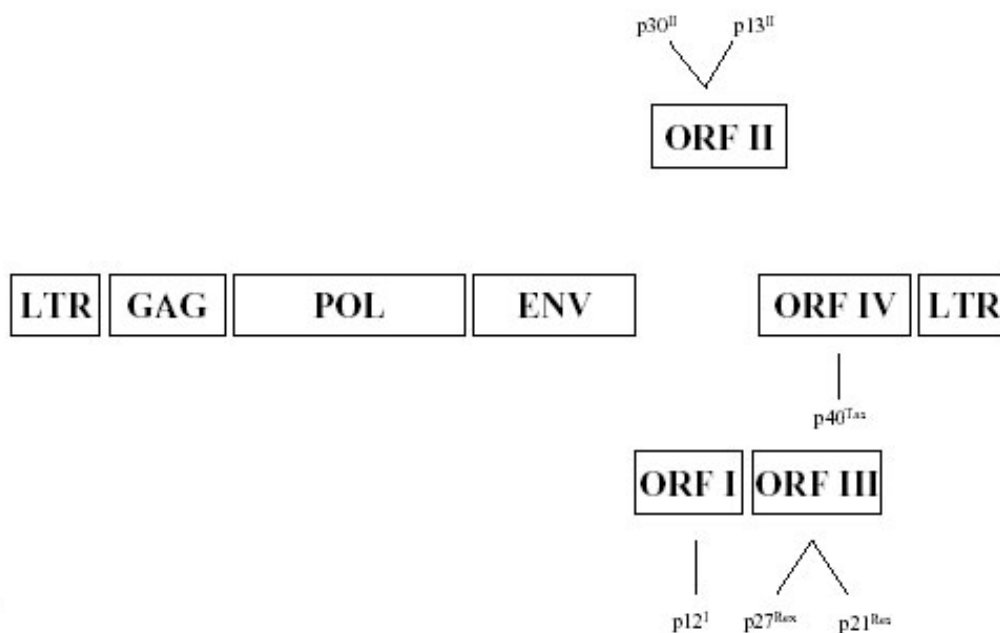 p30ᴵᴵ p13ᴵᴵ
ORF II
LTR GAG POL ENV ORF IV LTR
p40ᵀᵃˣ
ORF I ORF III
p12ᴵ p27ᴿᵉˣ p21ᴿᵉˣ